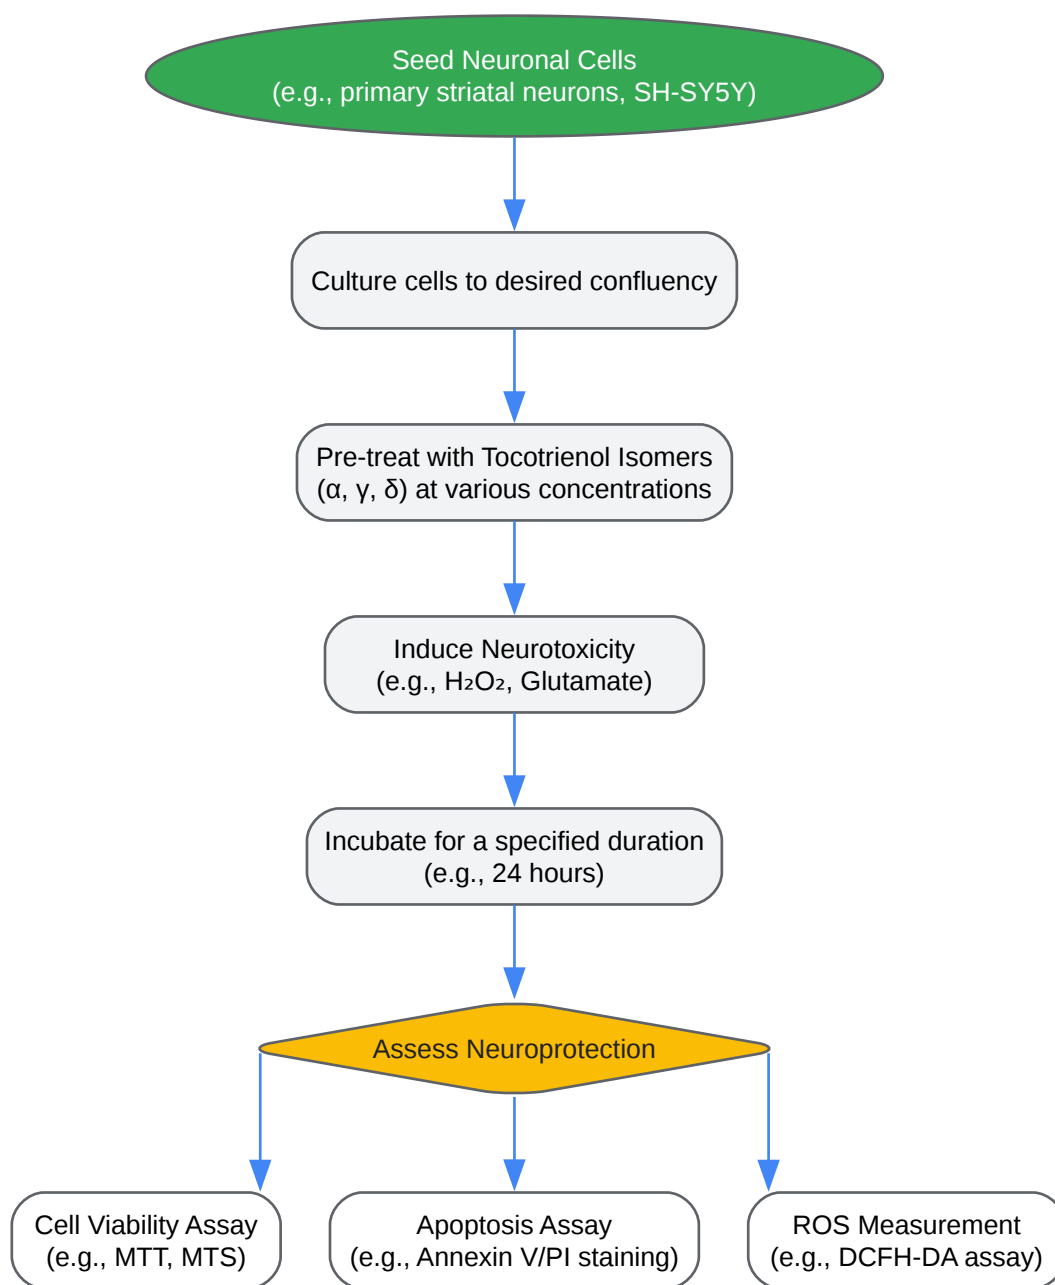 Seed Neuronal Cells
(e.g., primary striatal neurons, SH-SY5Y)
Culture cells to desired confluency
Pre-treat with Tocotrienol Isomers
(α, γ, δ) at various concentrations
Induce Neurotoxicity
(e.g., H₂O₂, Glutamate)
Incubate for a specified duration
(e.g., 24 hours)
Assess Neuroprotection
Cell Viability Assay
(e.g., MTT, MTS)
Apoptosis Assay
(e.g., Annexin V/PI staining)
ROS Measurement
(e.g., DCFH-DA assay)